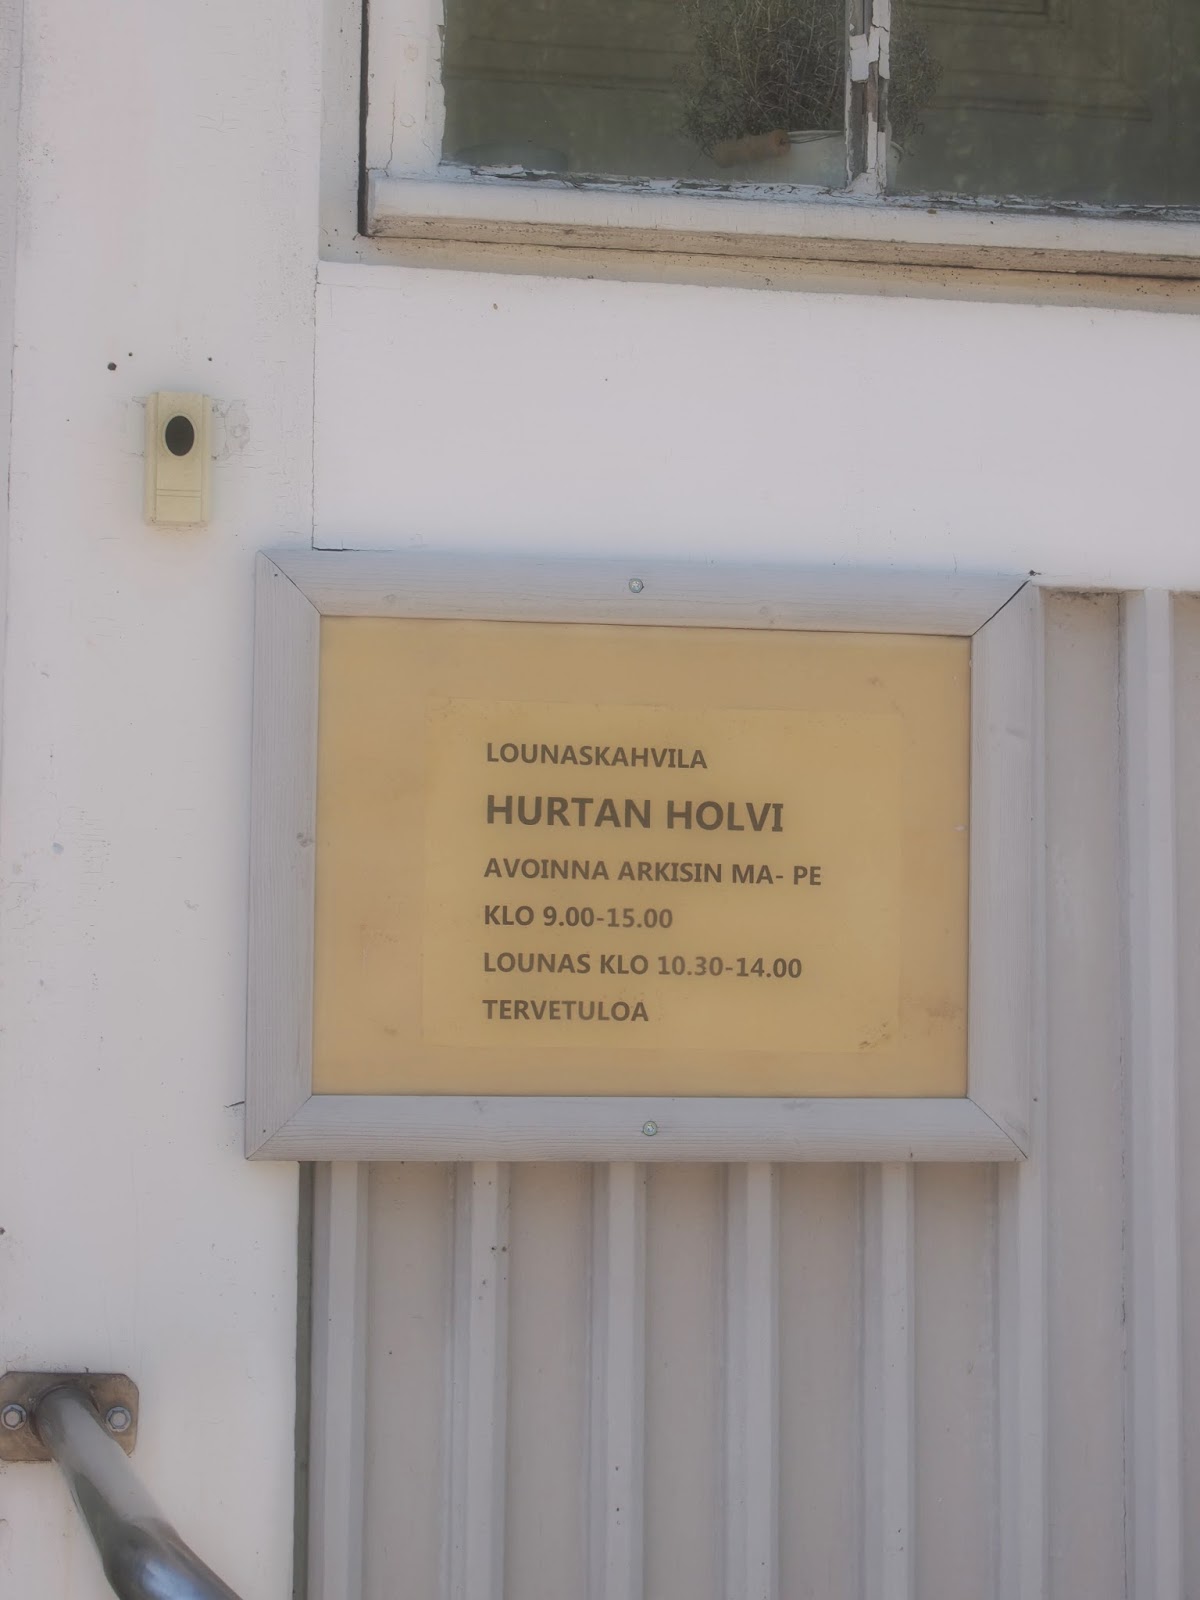 LOUNASKAHVILA
HURTAN HOLVI
AVOINNA ARKISIN MA- PE
KLO 9.00-15.00
LOUNAS KLO 10.30-14.00
TERVETULOA